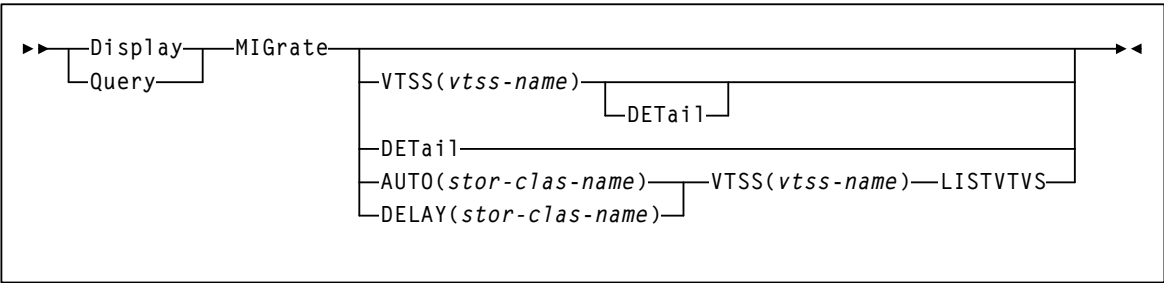 Display MIGrate
Query VTSS(vtss-name)
DETail
DETail
AUTO(stor-clas-name) VTSS(vtss-name) LISTVTVS
DELAY(stor-clas-name)